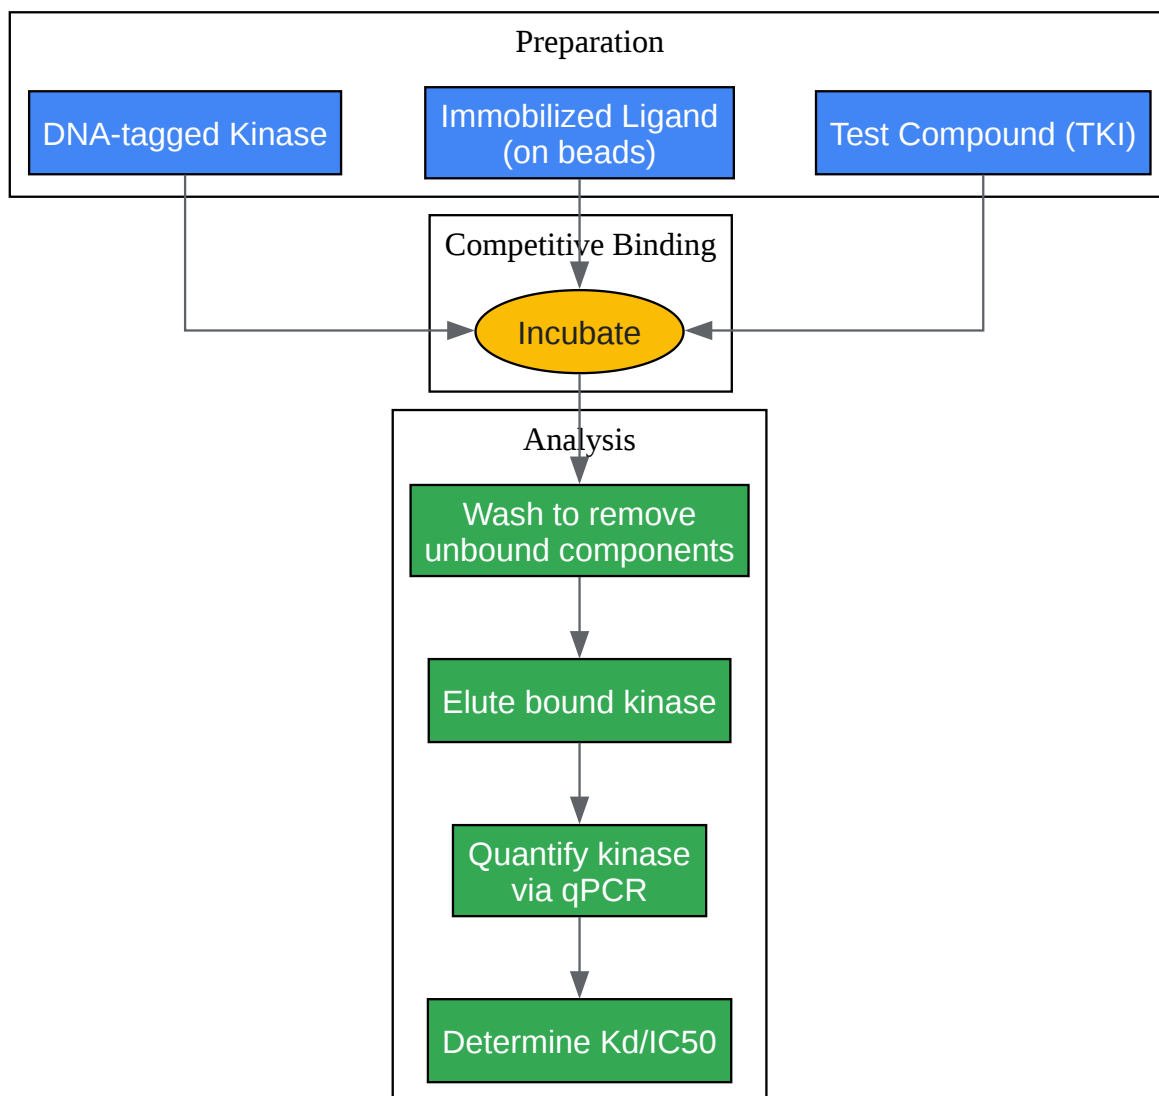 Preparation
DNA-tagged Kinase
Immobilized Ligand
(on beads)
Test Compound (TKI)
Competitive Binding
Incubate
Analysis
Wash to remove
unbound components
Elute bound kinase
Quantify kinase
via qPCR
Determine Kd/IC50